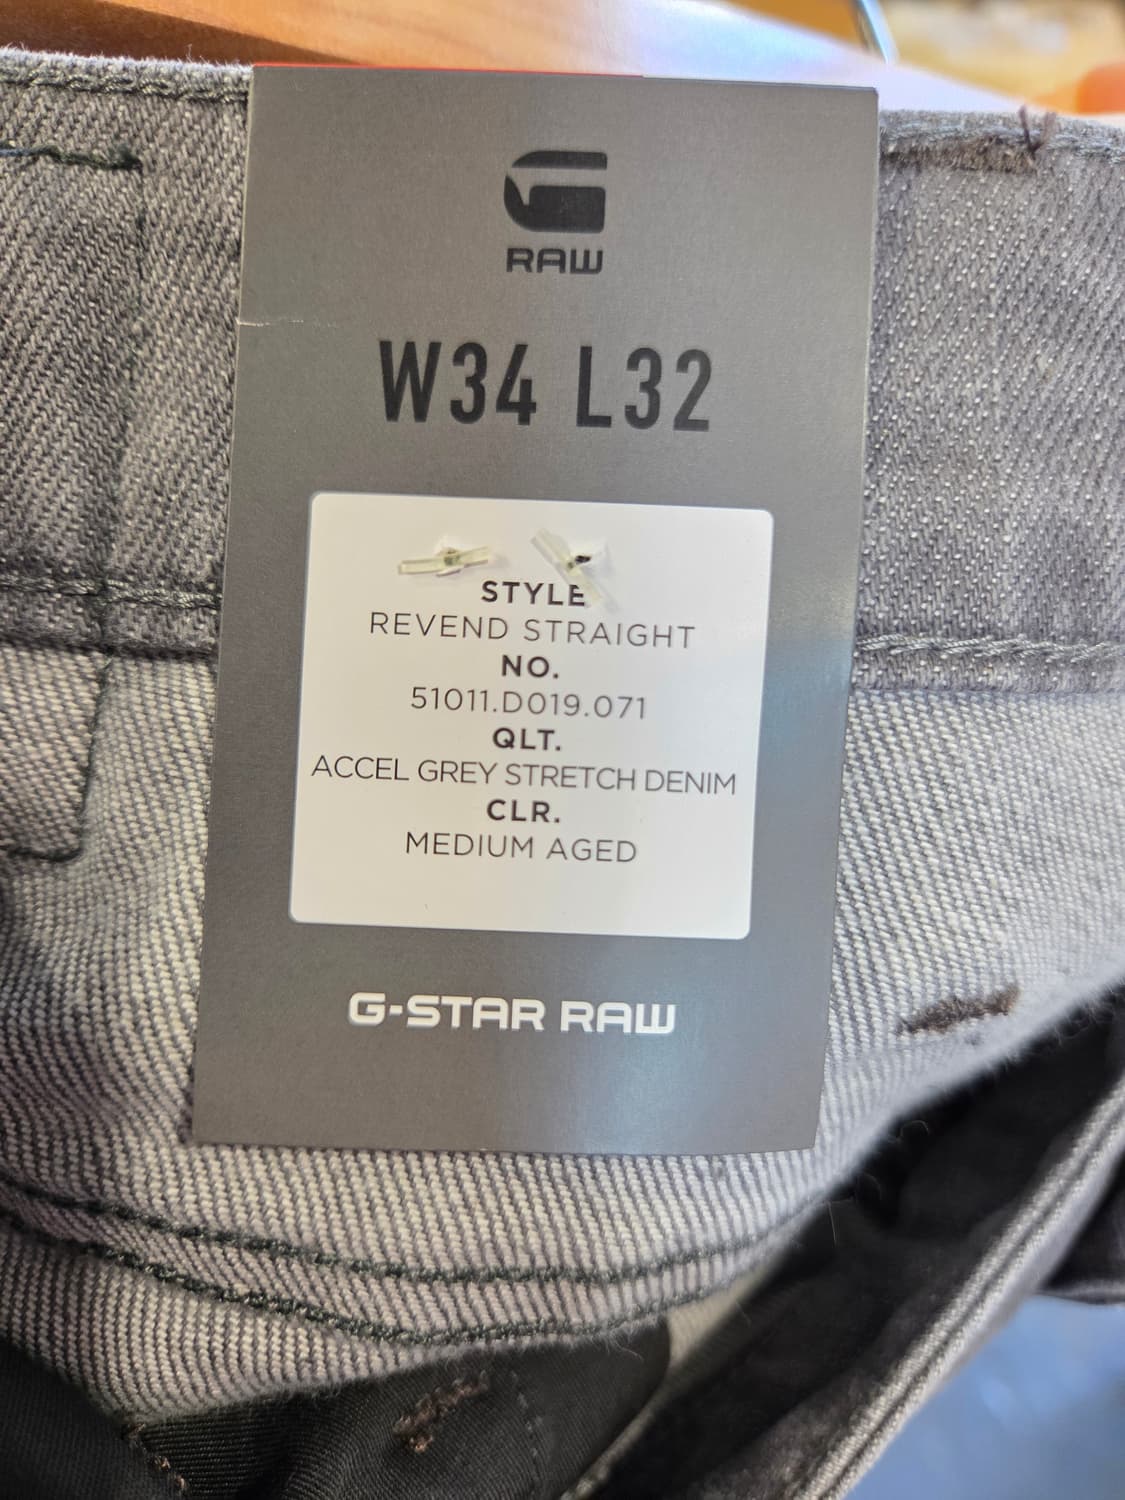 RAW
W34 L32
STYLE
REVEND STRAIGHT
NO.
51011.D019.071
QLT.
ACCEL GREY STRETCH DENIM
CLR.
MEDIUM AGED
G-STAR RAW